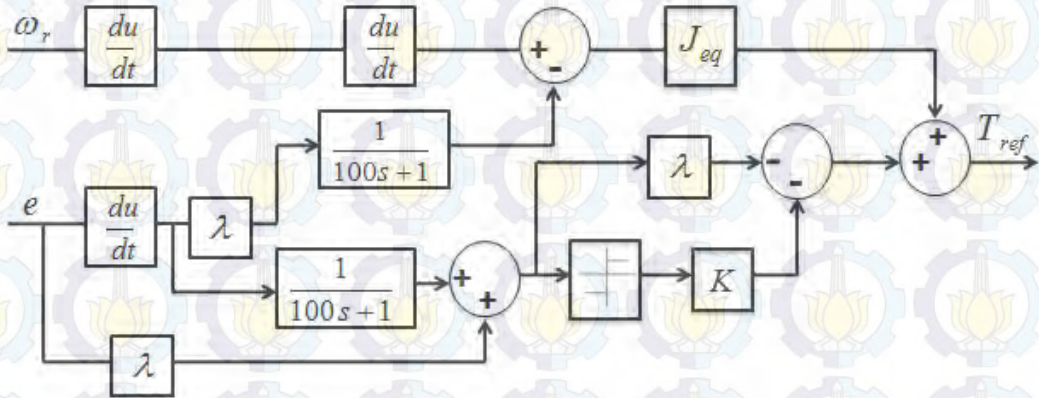 ω_r
du/dt
du/dt
+
-
J_eq
1/(100s+1)
λ
-
-
+
+
T_ref
e
du/dt
λ
1/(100s+1)
+
+
K
λ